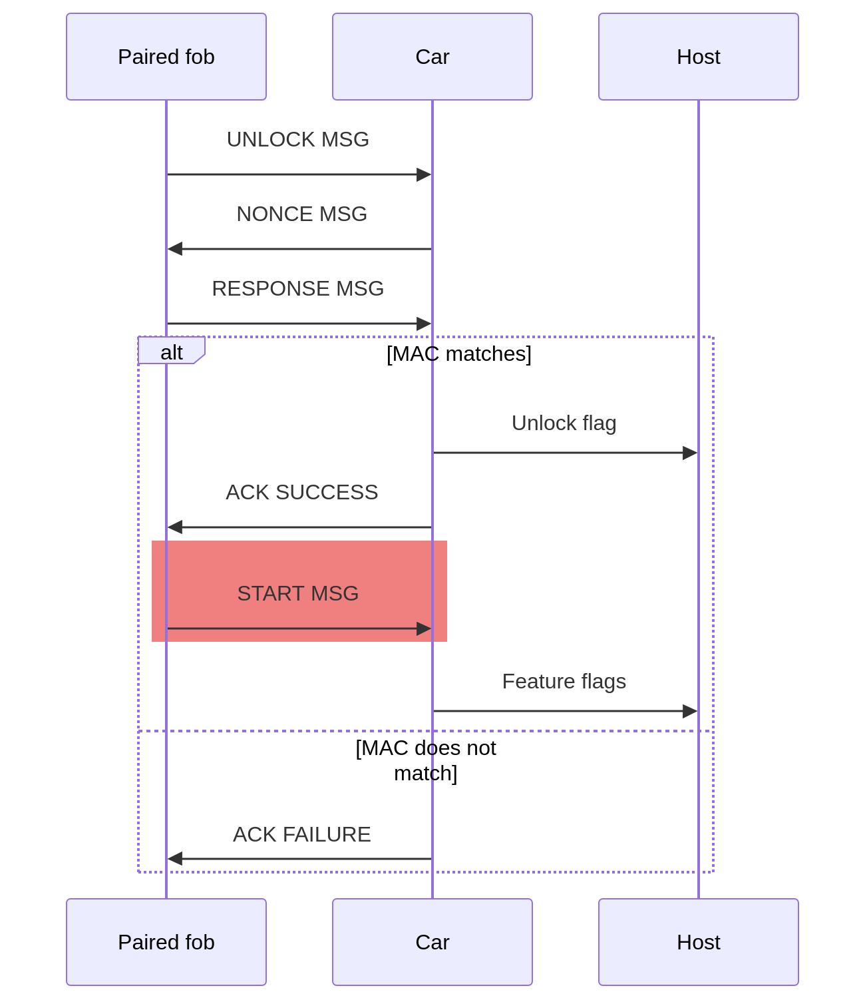 Paired fob
Car
Host
UNLOCK MSG
NONCE MSG
RESPONSE MSG
alt
[MAC matches]
Unlock flag
ACK SUCCESS
START MSG
Feature flags
[MAC does not
match]
ACK FAILURE
Paired fob
Car
Host